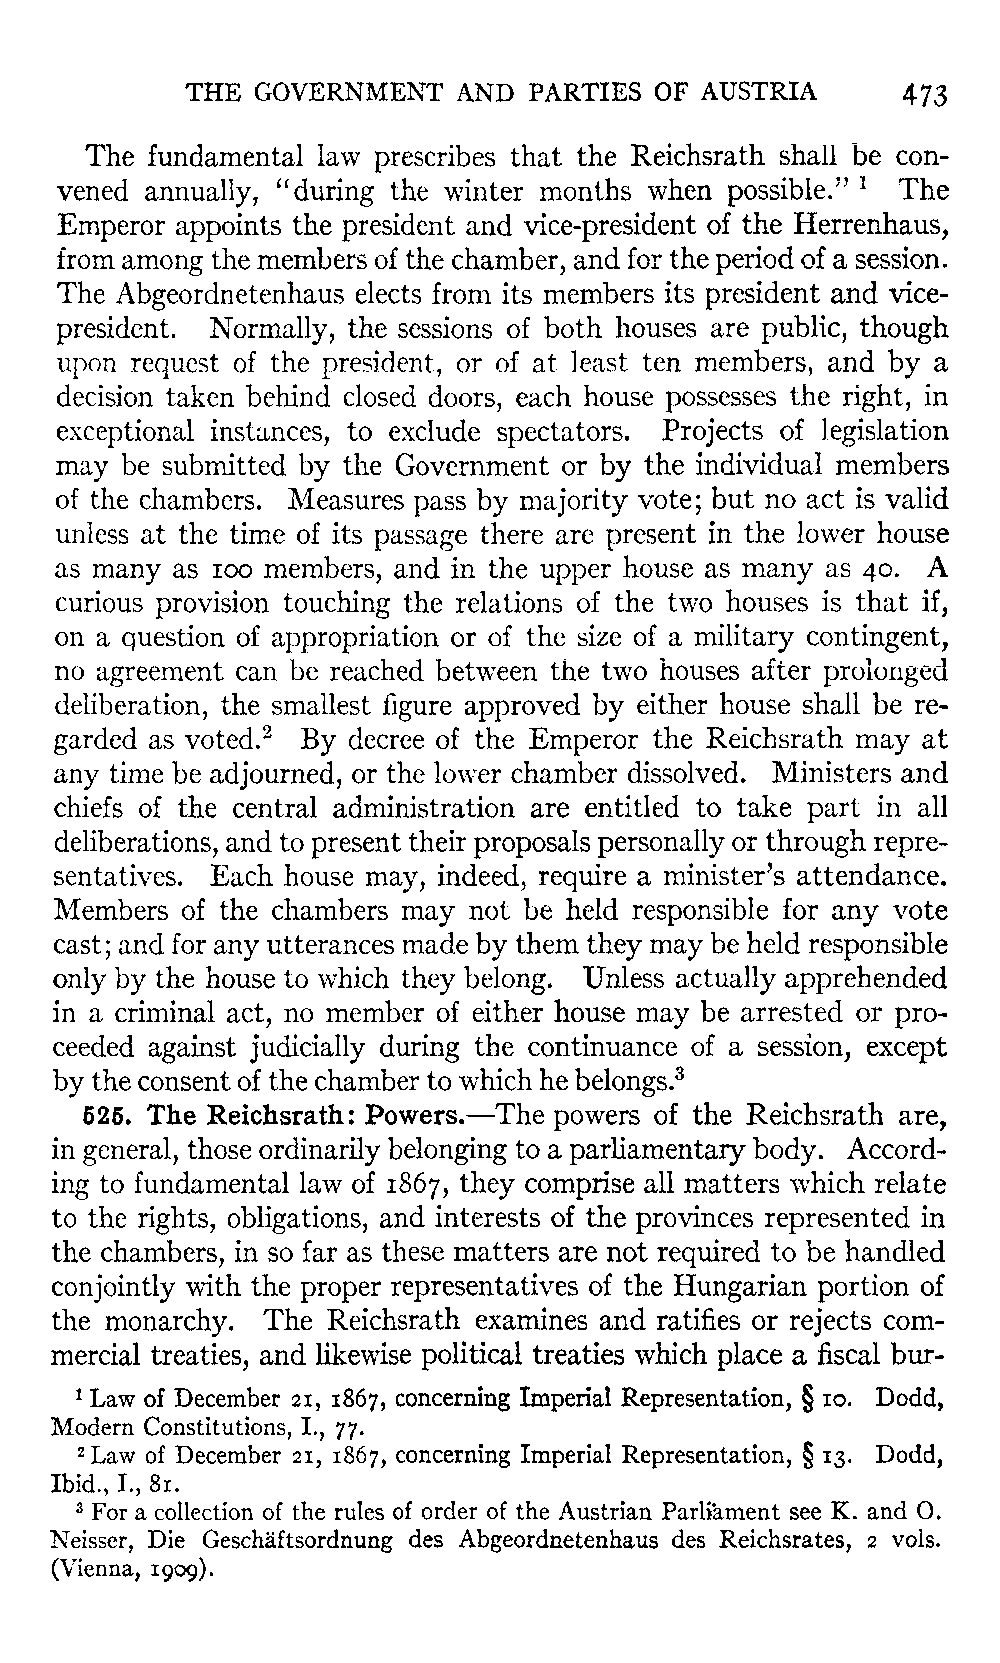 THE GOVERNMENT AND PARTIES OF AUSTRIA 473
The fundamental law prescribes that the Reichsrath shall be con-
vened annually, “during the winter months when possible.” ¹ The
Emperor appoints the president and vice-president of the Herrenhaus,
from among the members of the chamber, and for the period of a session.
The Abgeordnetenhaus elects from its members its president and vice-
president. Normally, the sessions of both houses are public, though
upon request of the president, or of at least ten members, and by a
decision taken behind closed doors, each house possesses the right, in
exceptional instances, to exclude spectators. Projects of legislation
may be submitted by the Government or by the individual members
of the chambers. Measures pass by majority vote; but no act is valid
unless at the time of its passage there are present in the lower house
as many as 100 members, and in the upper house as many as 40. A
curious provision touching the relations of the two houses is that if,
on a question of appropriation or of the size of a military contingent,
no agreement can be reached between the two houses after prolonged
deliberation, the smallest figure approved by either house shall be re-
garded as voted.² By decree of the Emperor the Reichsrath may at
any time be adjourned, or the lower chamber dissolved. Ministers and
chiefs of the central administration are entitled to take part in all
deliberations, and to present their proposals personally or through repre-
sentatives. Each house may, indeed, require a minister’s attendance.
Members of the chambers may not be held responsible for any vote
cast; and for any utterances made by them they may be held responsible
only by the house to which they belong. Unless actually apprehended
in a criminal act, no member of either house may be arrested or pro-
ceeded against judicially during the continuance of a session, except
by the consent of the chamber to which he belongs.³
525. The Reichsrath: Powers.—The powers of the Reichsrath are,
in general, those ordinarily belonging to a parliamentary body. Accord-
ing to fundamental law of 1867, they comprise all matters which relate
to the rights, obligations, and interests of the provinces represented in
the chambers, in so far as these matters are not required to be handled
conjointly with the proper representatives of the Hungarian portion of
the monarchy. The Reichsrath examines and ratifies or rejects com-
mercial treaties, and likewise political treaties which place a fiscal bur-
¹ Law of December 21, 1867, concerning Imperial Representation, § 10. Dodd,
Modern Constitutions, I., 77.
² Law of December 21, 1867, concerning Imperial Representation, § 13. Dodd,
Ibid., I., 81.
³ For a collection of the rules of order of the Austrian Parliament see K. and O.
Neisser, Die Geschäftsordnung des Abgeordnetenhaus des Reichsrates, 2 vols.
(Vienna, 1909).